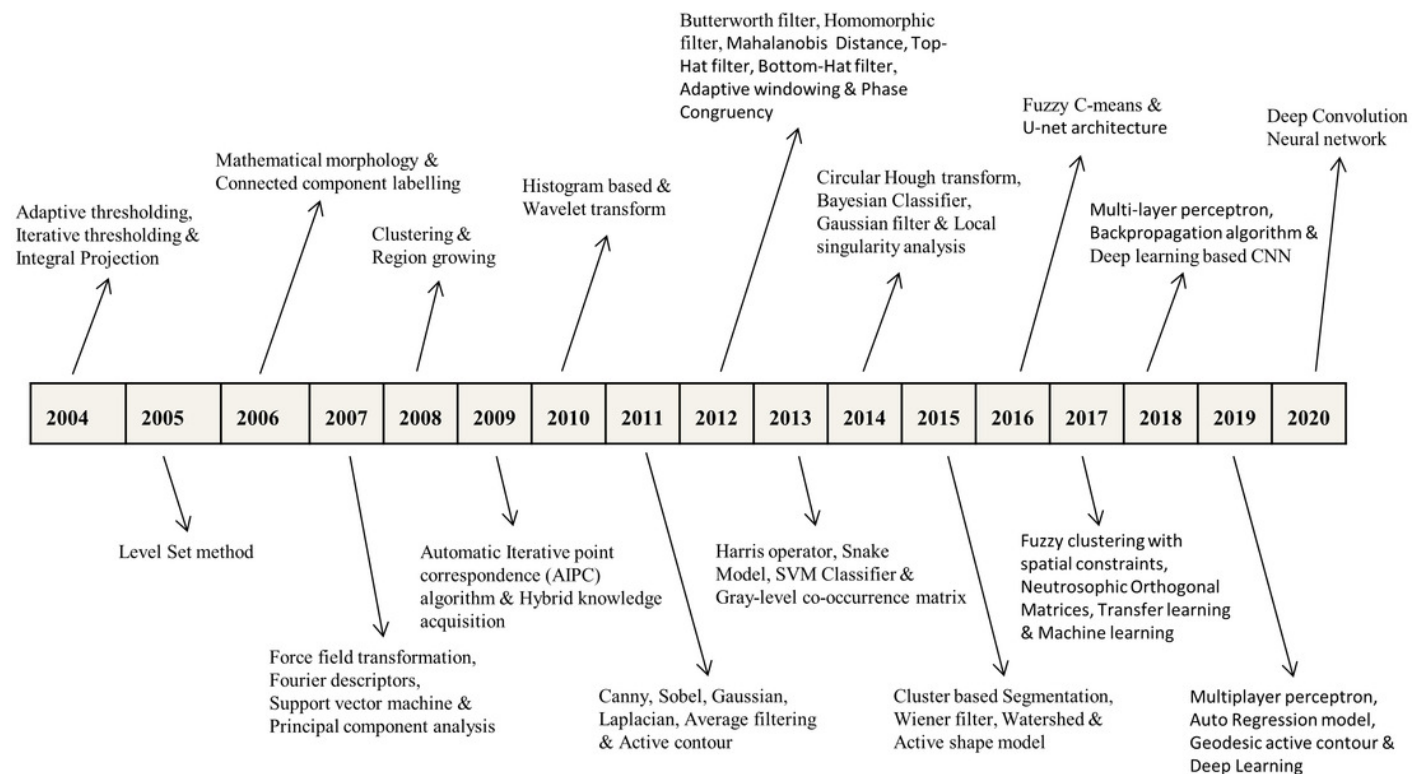 Butterworth filter, Homomorphic
filter, Mahalanobis Distance, Top-
Hat filter, Bottom-Hat filter,
Adaptive windowing & Phase
Congruency
Fuzzy C-means &
U-net architecture
Deep Convolution
Neural network
Mathematical morphology &
Connected component labelling
Histogram based &
Wavelet transform
Circular Hough transform,
Bayesian Classifier,
Gaussian filter & Local
singularity analysis
Adaptive thresholding,
Iterative thresholding &
Integral Projection
Clustering &
Region growing
Multi-layer perceptron,
Backpropagation algorithm &
Deep learning based CNN
2004 2005 2006 2007 2008 2009 2010 2011 2012 2013 2014 2015 2016 2017 2018 2019 2020
Level Set method
Automatic Iterative point
correspondence (AIPC)
algorithm & Hybrid knowledge
acquisition
Harris operator, Snake
Model, SVM Classifier &
Gray-level co-occurrence matrix
Fuzzy clustering with
spatial constraints,
Neutrosophic Orthogonal
Matrices, Transfer learning
& Machine learning
Force field transformation,
Fourier descriptors,
Support vector machine &
Principal component analysis
Canny, Sobel, Gaussian,
Laplacian, Average filtering
& Active contour
Cluster based Segmentation,
Wiener filter, Watershed &
Active shape model
Multiplayer perceptron,
Auto Regression model,
Geodesic active contour &
Deep Learning